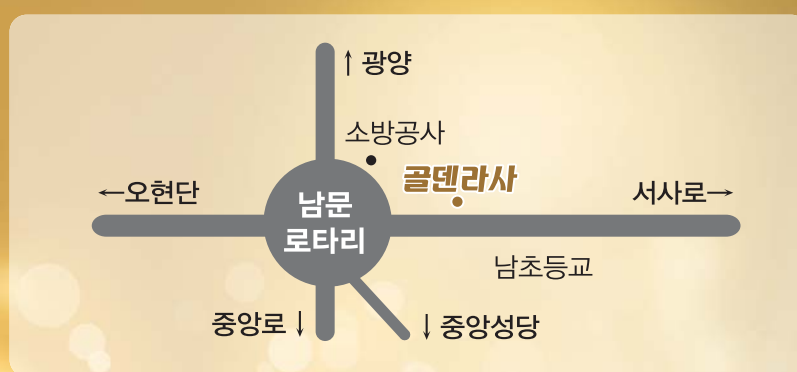 ↑ 광양
소방공사
골덴라사
←오현단
서사로→
남문
로타리
남초등교
중앙로 ↓
↓ 중앙성당